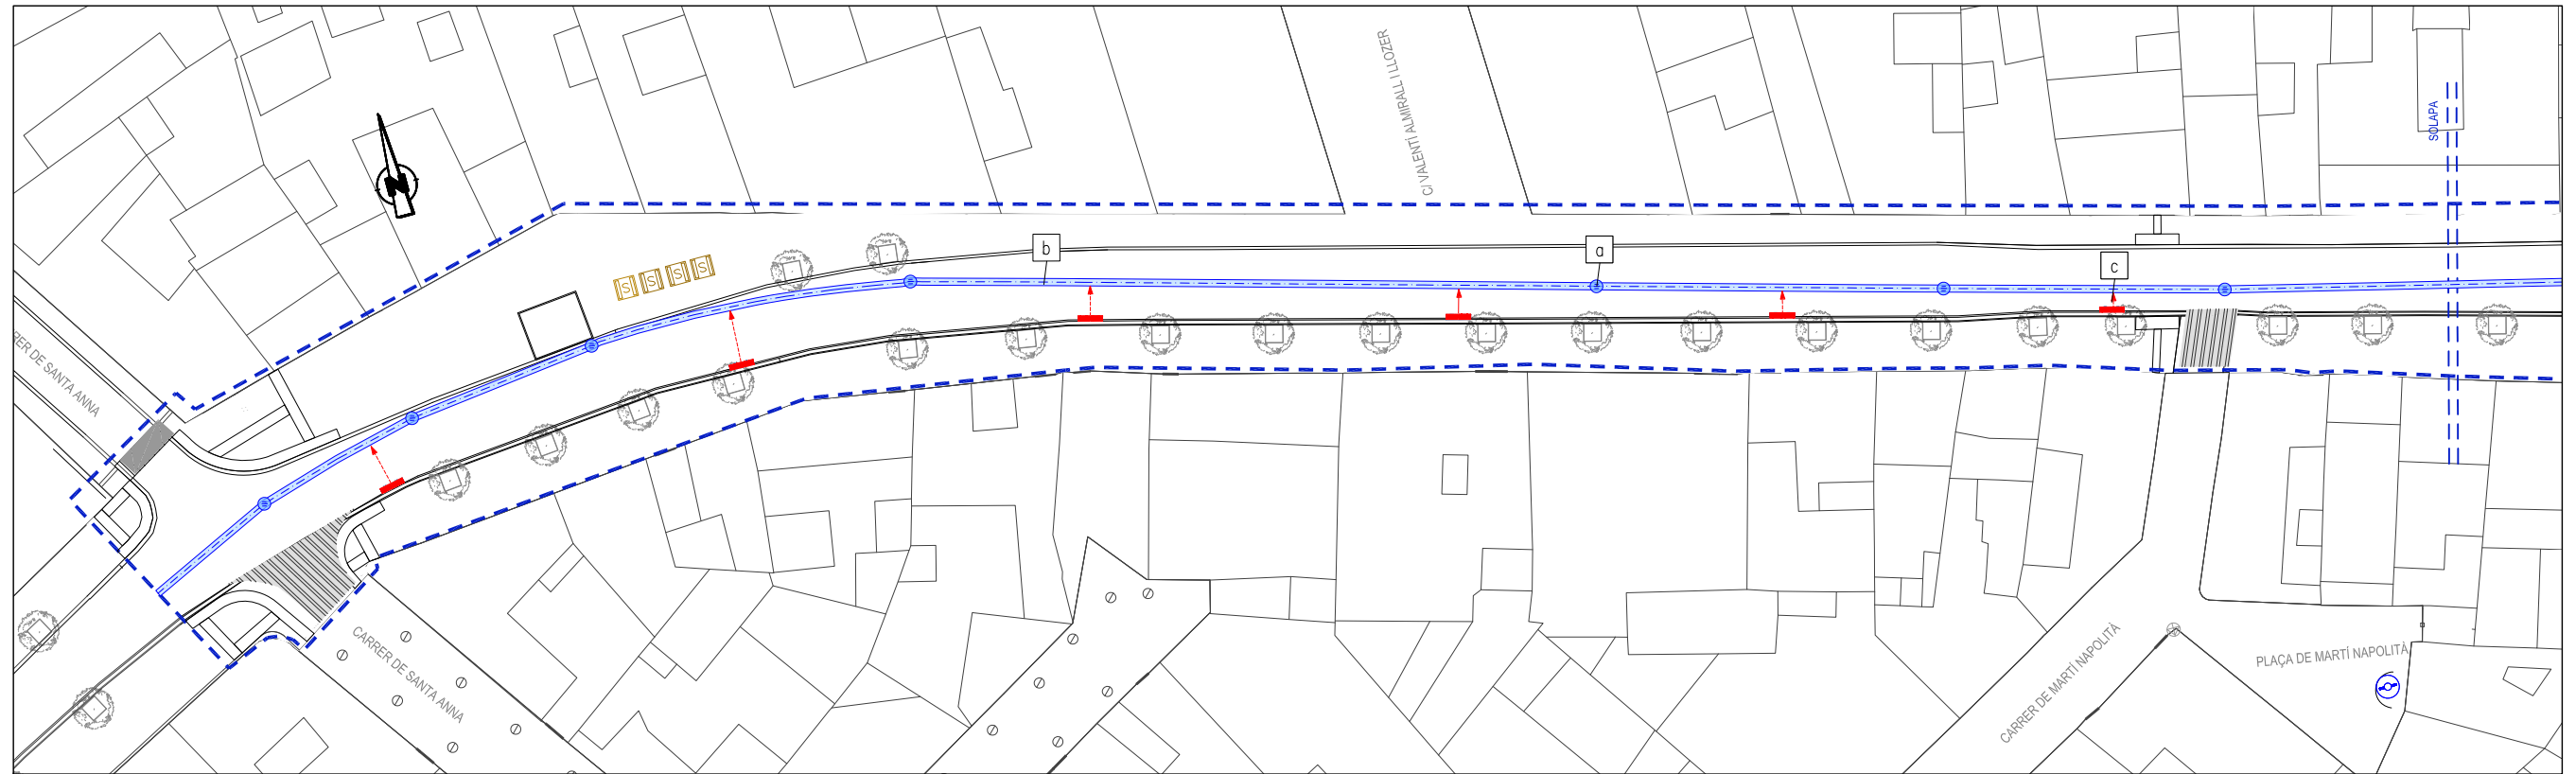 C/ VALENTÍ ALMIRALL I LLOZER
SOLAPA
N
b
a
c
S S S S
RER DE SANTA ANNA
CARRER DE SANTA ANNA
CARRER DE MARTÍ NAPOLITÀ
PLAÇA DE MARTÍ NAPOLITÀ